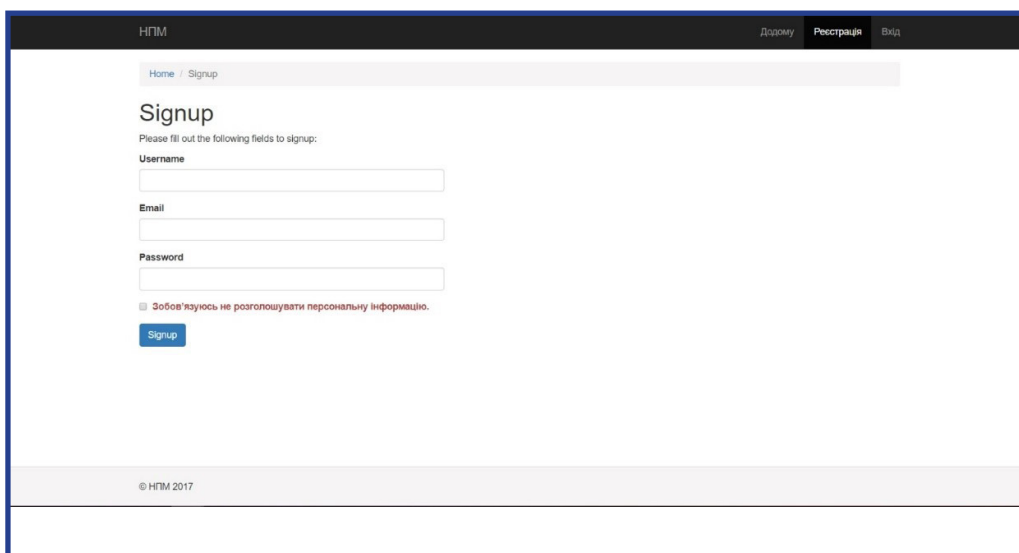 НПМ Додому Реєстрація Вхід
Home / Signup
Signup
Please fill out the following fields to signup:
Username
Email
Password
Зобов'язуюсь не розголошувати персональну інформацію.
Signup
© НПМ 2017